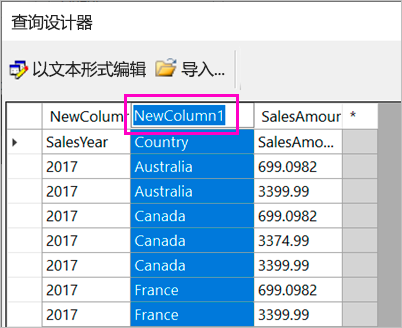 查询设计器
以文本形式编辑 导入...
NewColum NewColumn1 SalesAmour *
SalesYear Country SalesAmo...
2017 Australia 699.0982
2017 Australia 3399.99
2017 Canada 699.0982
2017 Canada 3374.99
2017 Canada 3399.99
2017 France 699.0982
2017 France 3399.99